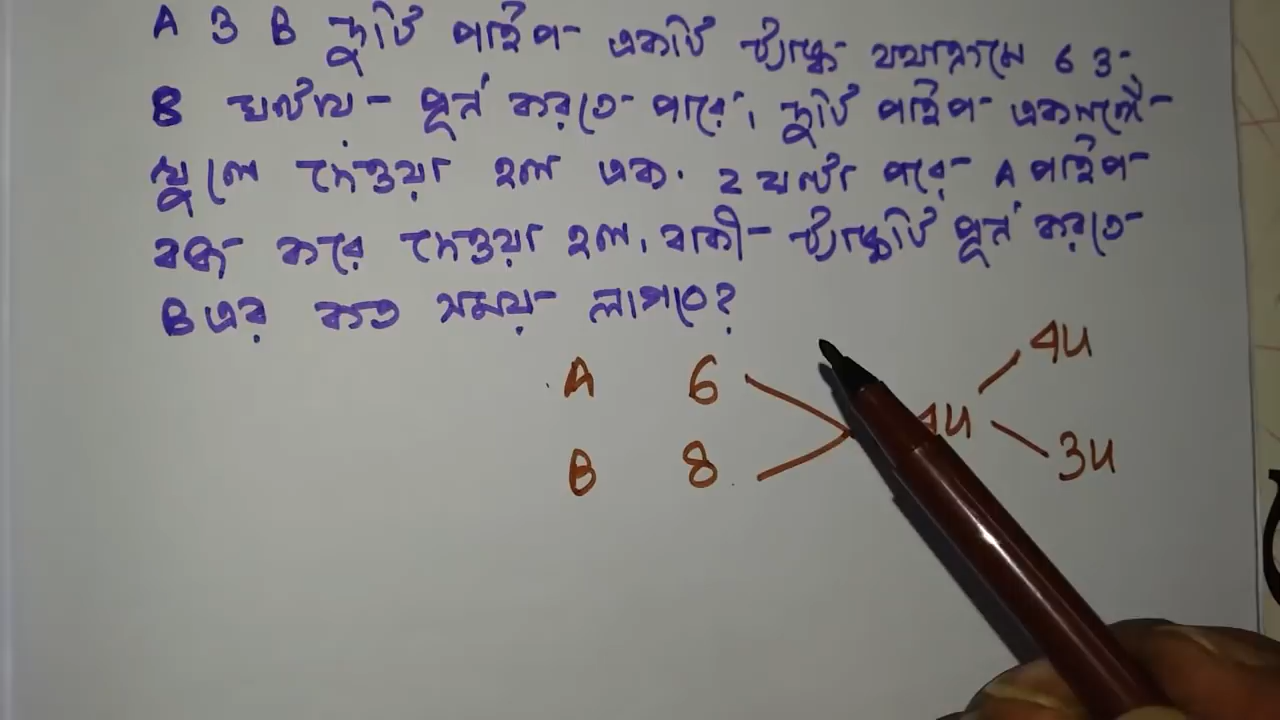 A ও B দুটি পাইপ একটি ট্যাঙ্কে যথাক্রমে 6 ও
8 ঘন্টায় পূর্ন করতে পারে। দুটি পাইপ একসঙ্গে
খুলে দেওয়া হল এবং 2 ঘন্টা পরে A পাইপ
বন্ধ করে দেওয়া হল। বাকী ট্যাঙ্কটি পূর্ন করতে
B এর কত সময় লাগবে?
A 6 4u
4u
B 8 3u